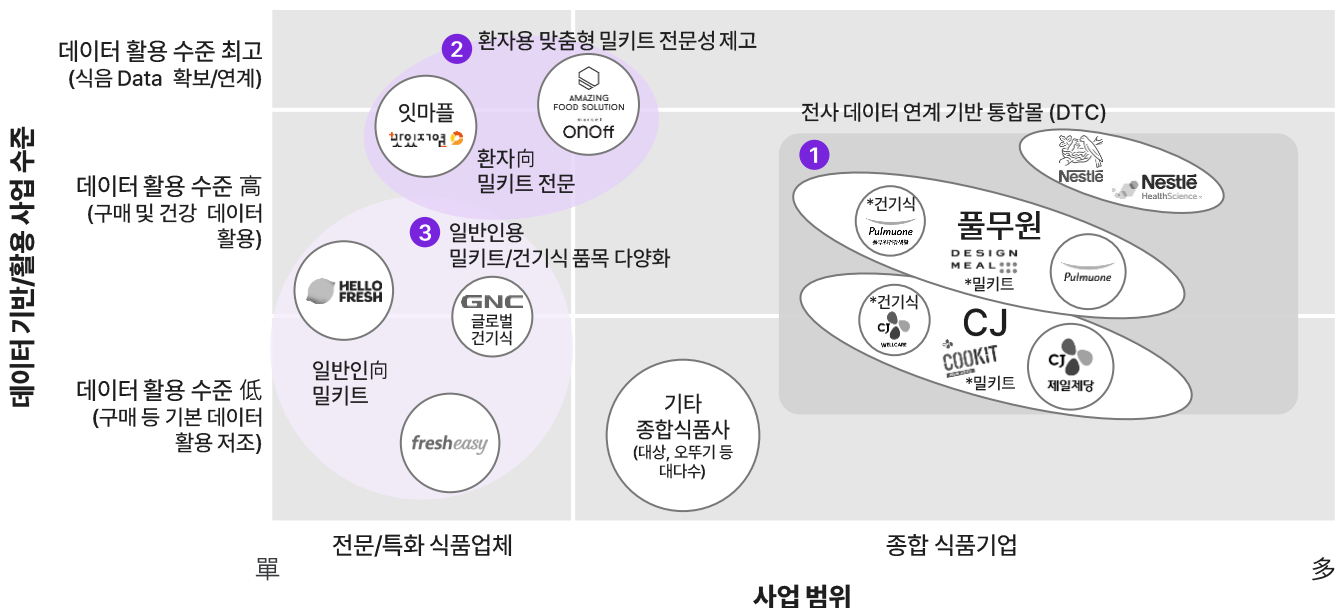 데이터 기반/활용 사업 수준
데이터 활용 수준 최고
(식음 Data 확보/연계)
데이터 활용 수준 高
(구매 및 건강 데이터
활용)
데이터 활용 수준 低
(구매 등 기본 데이터
활용 저조)
2 환자용 맞춤형 밀키트 전문성 제고
잇마플
맛있저염
AMAZING
FOOD SOLUTION
market
onOff
환자向
밀키트 전문
3 일반인용
밀키트/건기식 품목 다양화
HELLO
FRESH
GNC
글로벌
건기식
일반인向
밀키트
fresheasy
기타
종합식품사
(대상, 오뚜기 등
대다수)
전사 데이터 연계 기반 통합몰 (DTC)
1
Nestlé
Nestlé
HealthScience
*건기식
Pulmuone
풀무원건강생활
풀무원
DESIGN
MEAL
*밀키트
Pulmuone
*건기식
CJ
WELLCARE
CJ
COOKIT
*밀키트
CJ
제일제당
전문/특화 식품업체
종합 식품기업
單
多
사업 범위